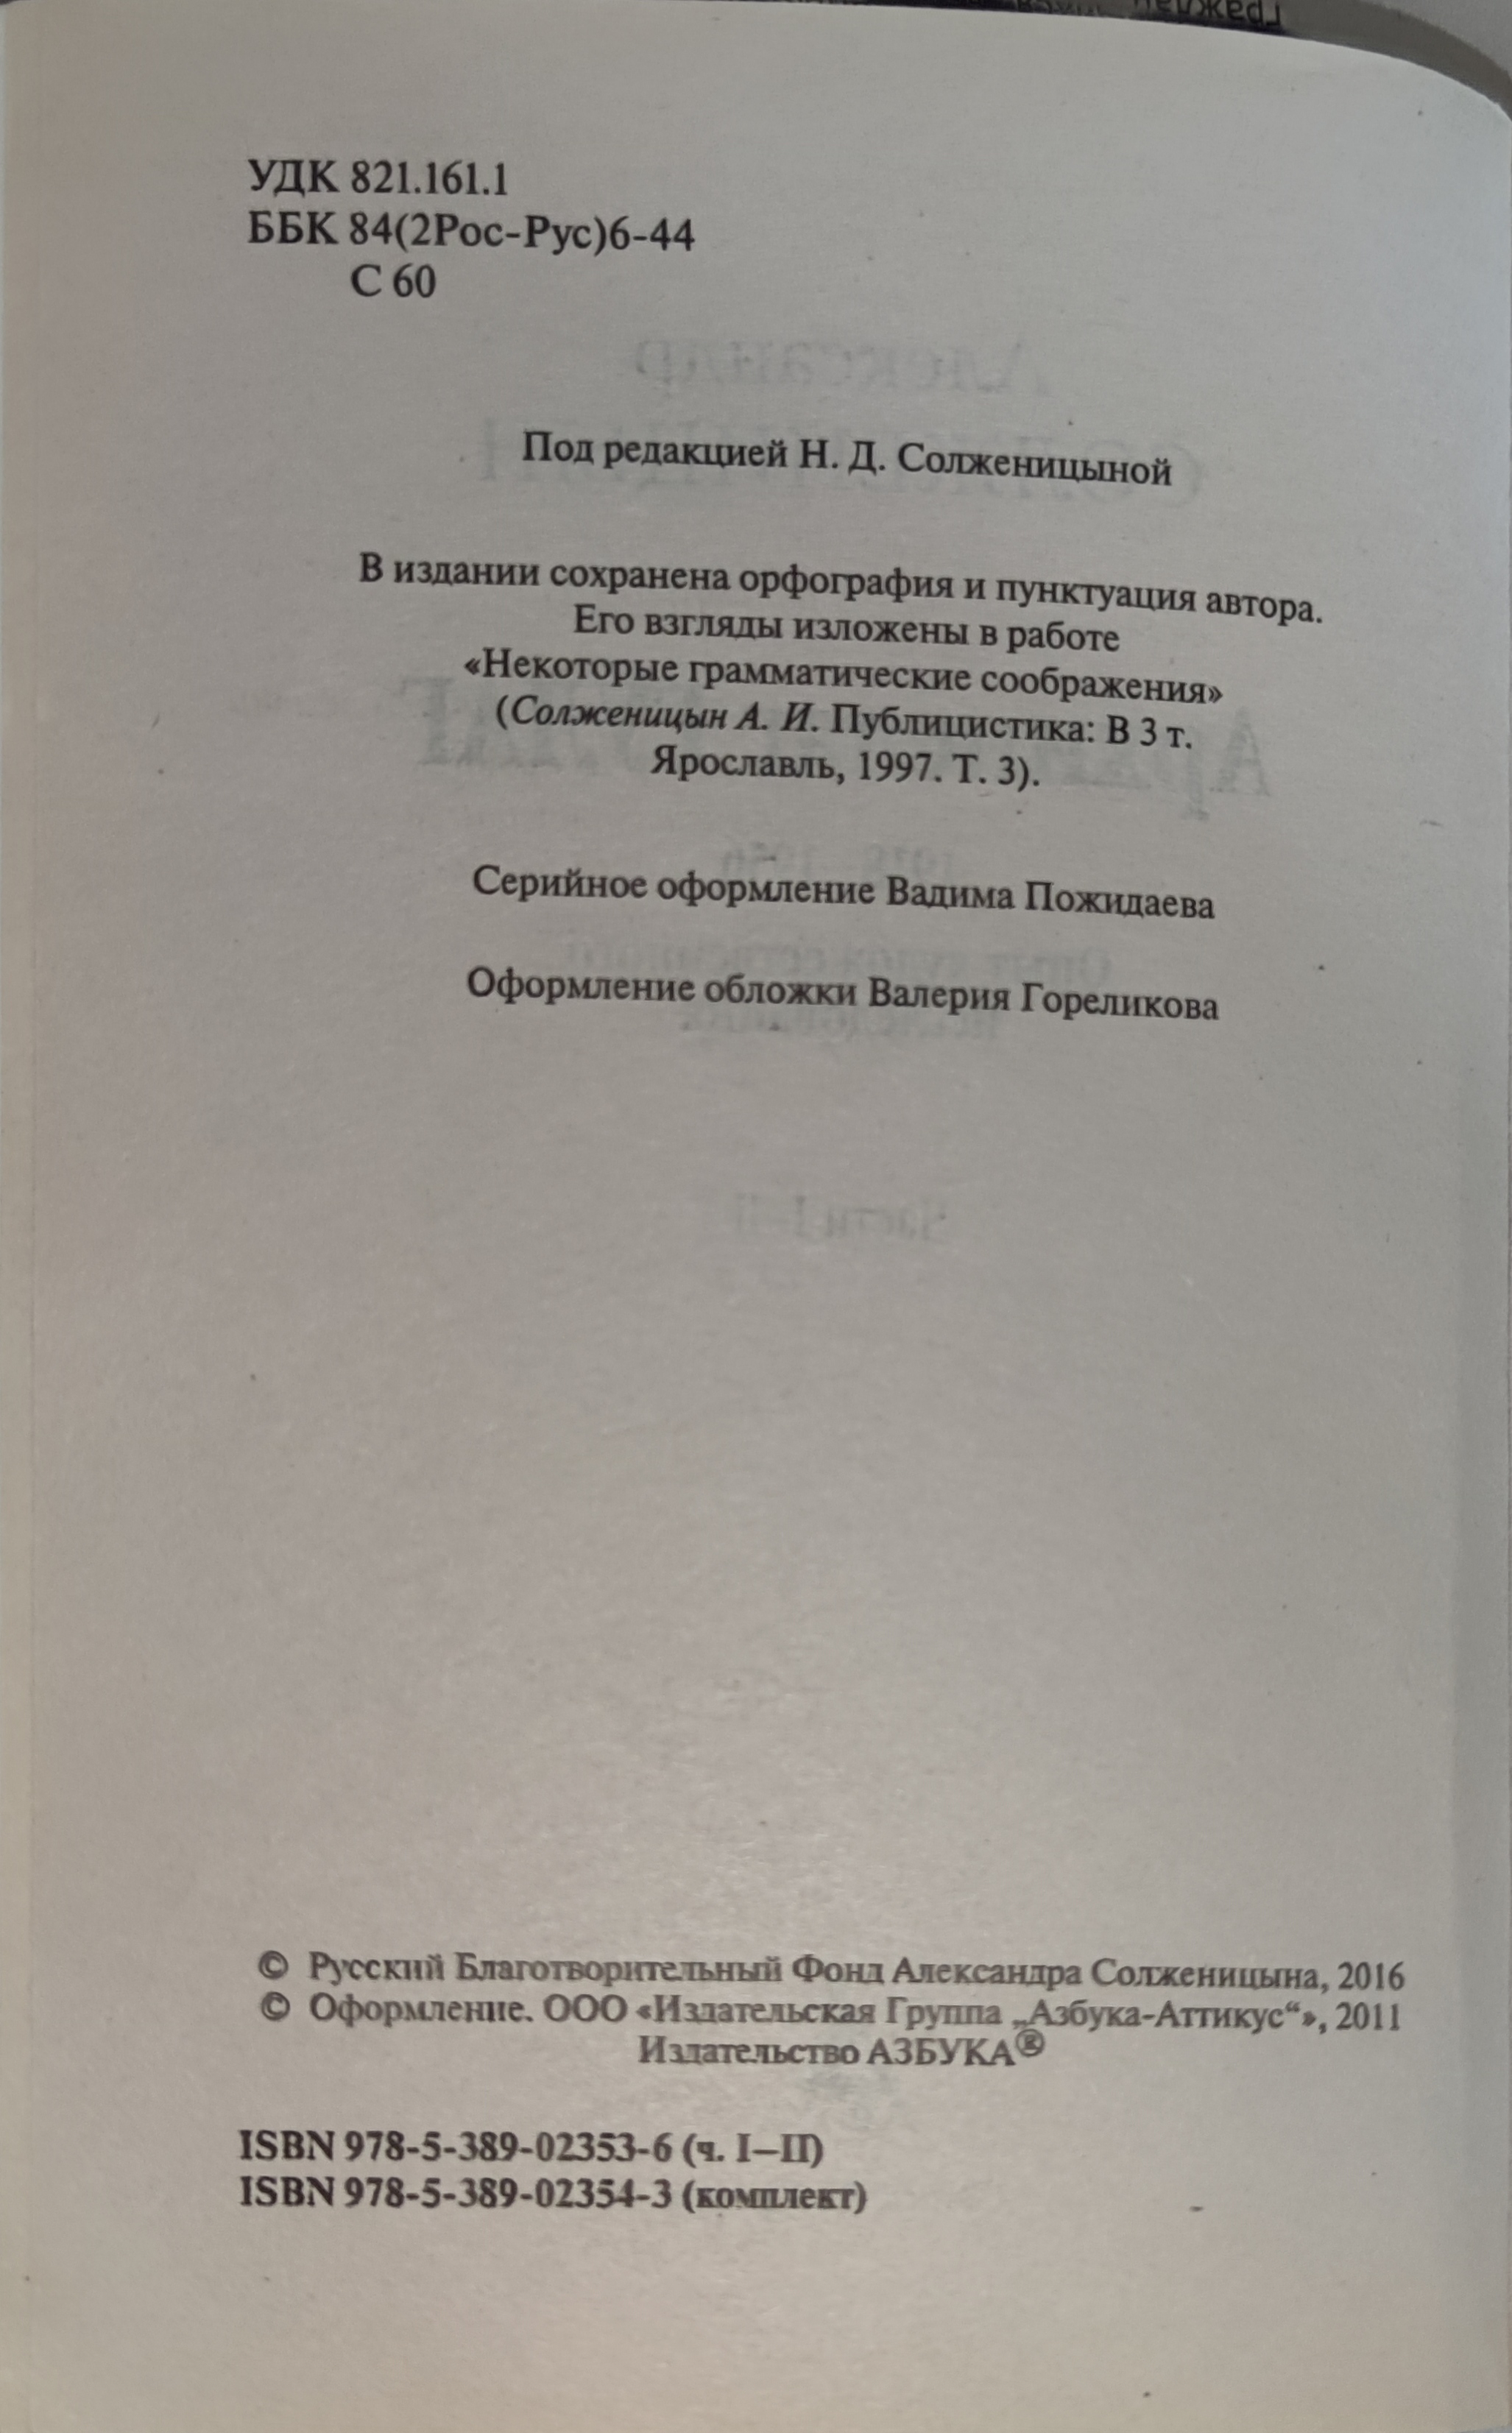 УДК 821.161.1
ББК 84(2Рос-Рус)6-44
С 60
Под редакцией Н. Д. Солженицыной
В издании сохранена орфография и пунктуация автора.
Его взгляды изложены в работе
«Некоторые грамматические соображения»
(Солженицын А. И. Публицистика: В 3 т.
Ярославль, 1997. Т. 3).
Серийное оформление Вадима Пожидаева
Оформление обложки Валерия Гореликова
© Русский Благотворительный Фонд Александра Солженицына, 2016
© Оформление. ООО «Издательская Группа „Азбука-Аттикус“», 2011
Издательство АЗБУКА®
ISBN 978-5-389-02353-6 (ч. I–II)
ISBN 978-5-389-02354-3 (комплект)